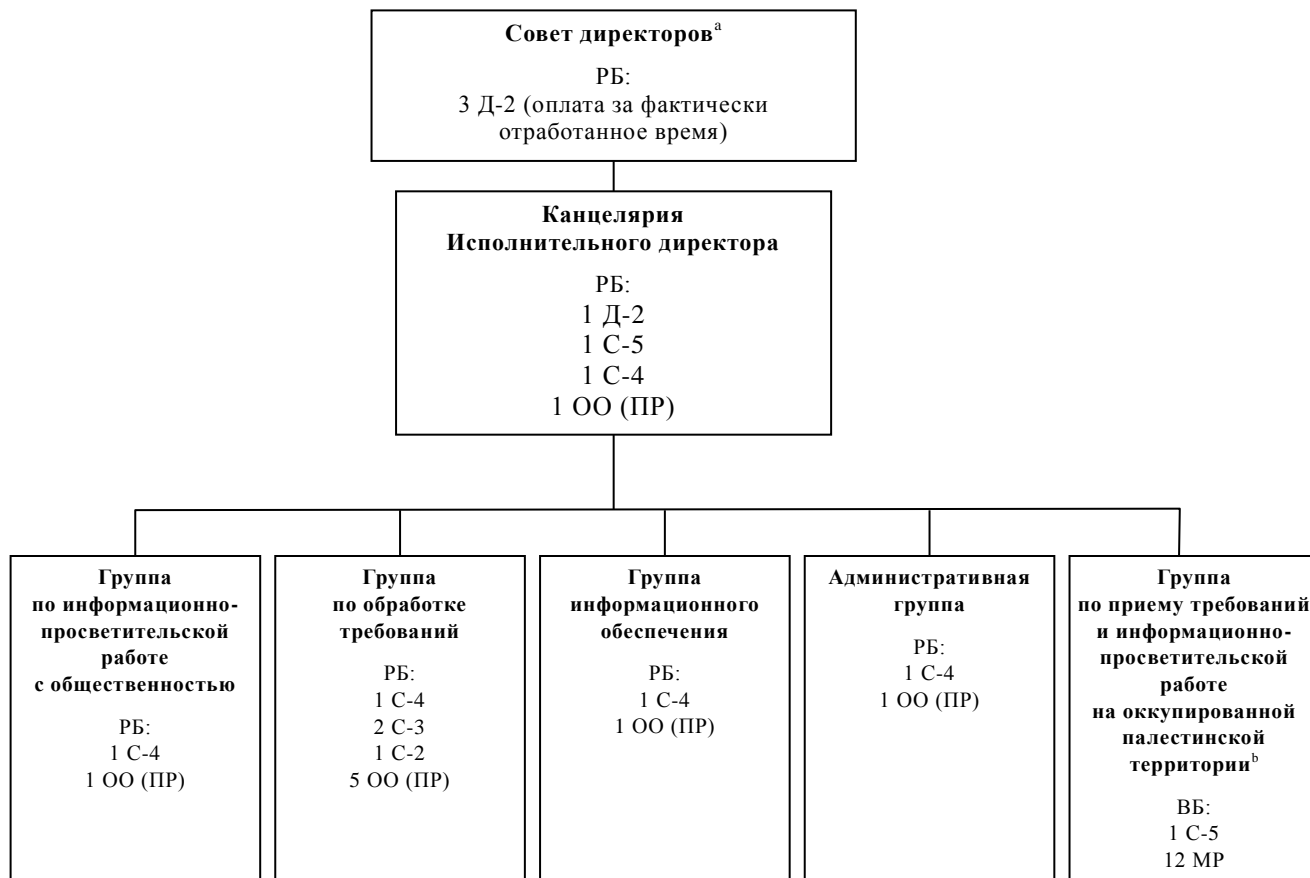 Совет директоровᵃ
РБ:
3 Д-2 (оплата за фактически
отработанное время)
Канцелярия
Исполнительного директора
РБ:
1 Д-2
1 С-5
1 С-4
1 ОО (ПР)
Группа
по информационно-
просветительской
работе
с общественностью
РБ:
1 С-4
1 ОО (ПР)
Группа
по обработке
требований
РБ:
1 С-4
2 С-3
1 С-2
5 ОО (ПР)
Группа
информационного
обеспечения
РБ:
1 С-4
1 ОО (ПР)
Административная
группа
РБ:
1 С-4
1 ОО (ПР)
Группа
по приему требований
и информационно-
просветительской
работе
на оккупированной
палестинской
территорииᵇ
ВБ:
1 С-5
12 МР